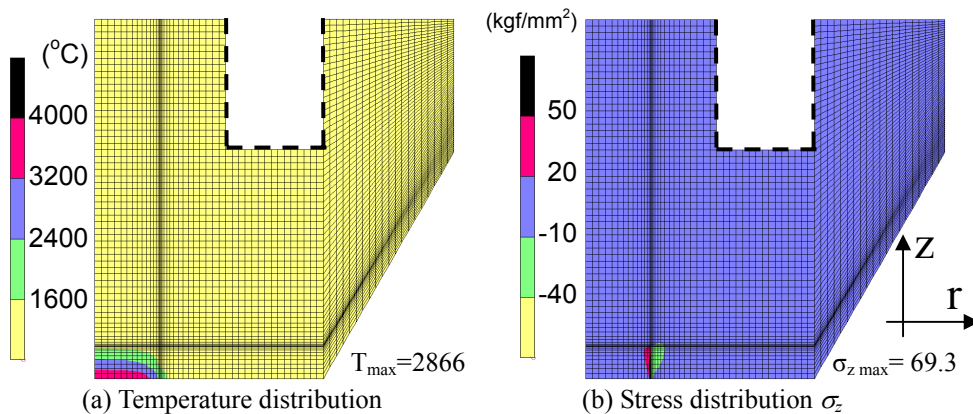 (°C)
4000
3200
2400
1600
T_max=2866
(a) Temperature distribution
(kgf/mm²)
50
20
-10
-40
z
r
σ_z max= 69.3
(b) Stress distribution σ_z